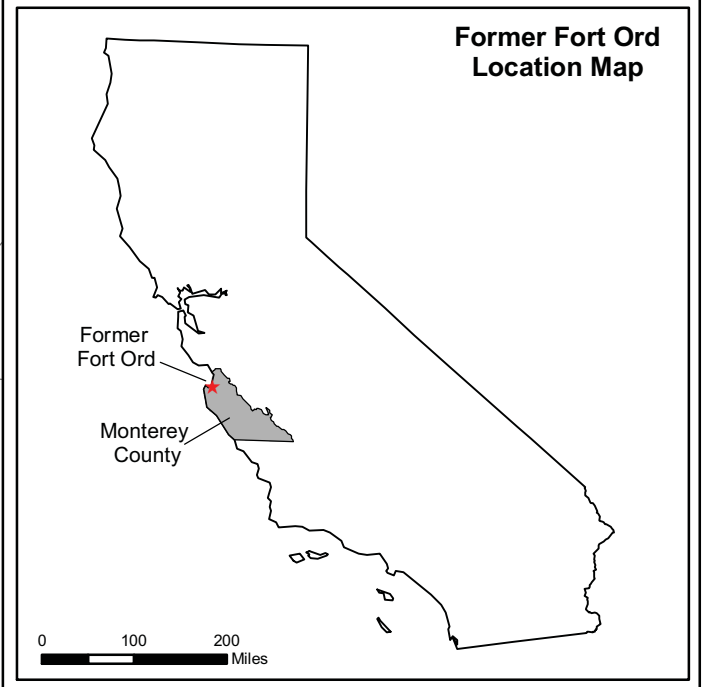 Former Fort Ord
Location Map
Former
Fort Ord
Monterey
County
0 100 200
Miles